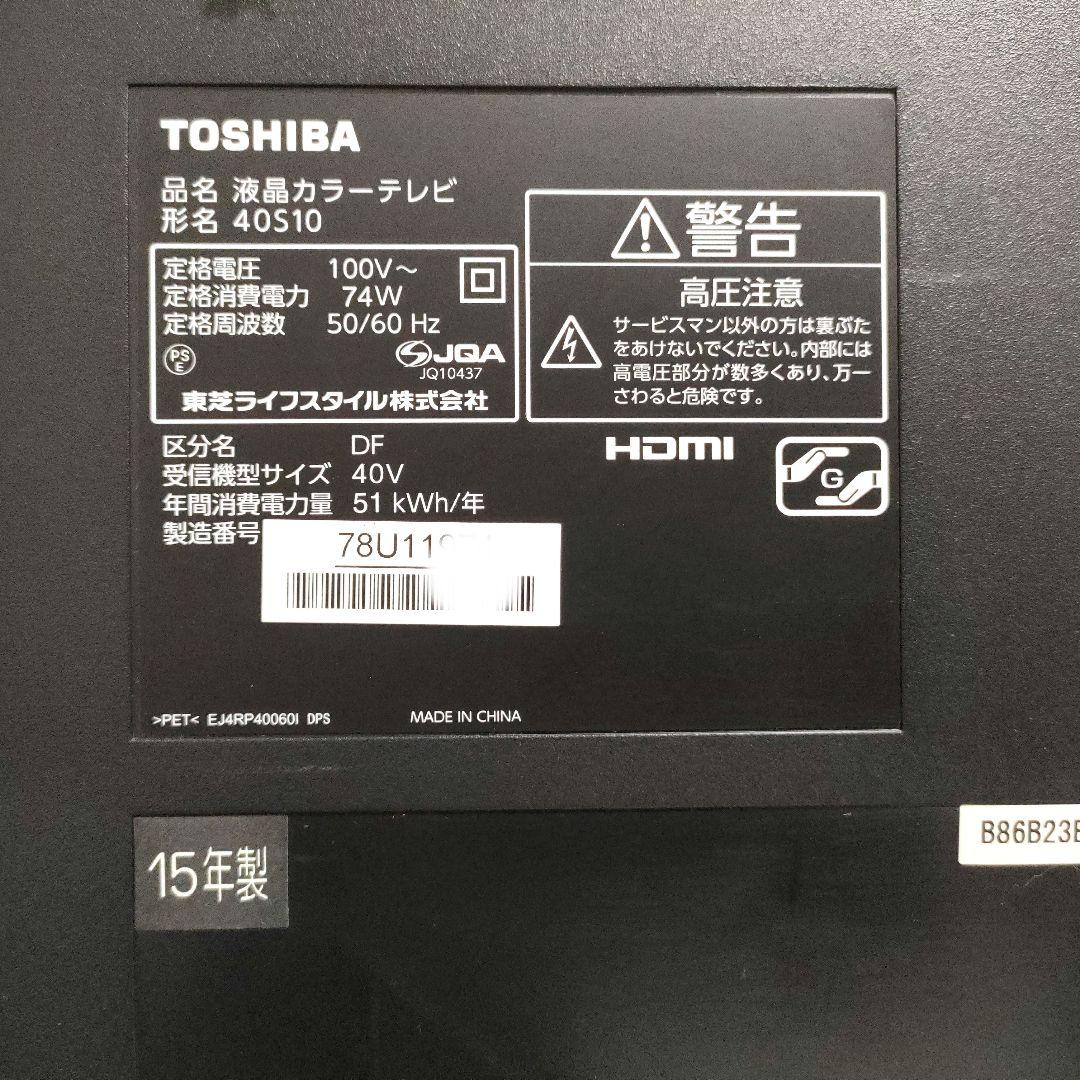 TOSHIBA
品名 液晶カラーテレビ
形名 40S10
定格電圧 100V～
定格消費電力 74W
定格周波数 50/60 Hz
PS
E
JQA
JQ10437
東芝ライフスタイル株式会社
警告
高圧注意
サービスマン以外の方は裏ぶた
をあけないでください。内部には
高電圧部分が数多くあり、万一
さわると危険です。
区分名 DF
受信機型サイズ 40V
年間消費電力量 51 kWh/年
製造番号
78U11
HDMI
G
>PET< EJ4RP40060I DPS
MADE IN CHINA
15年製
B86B23